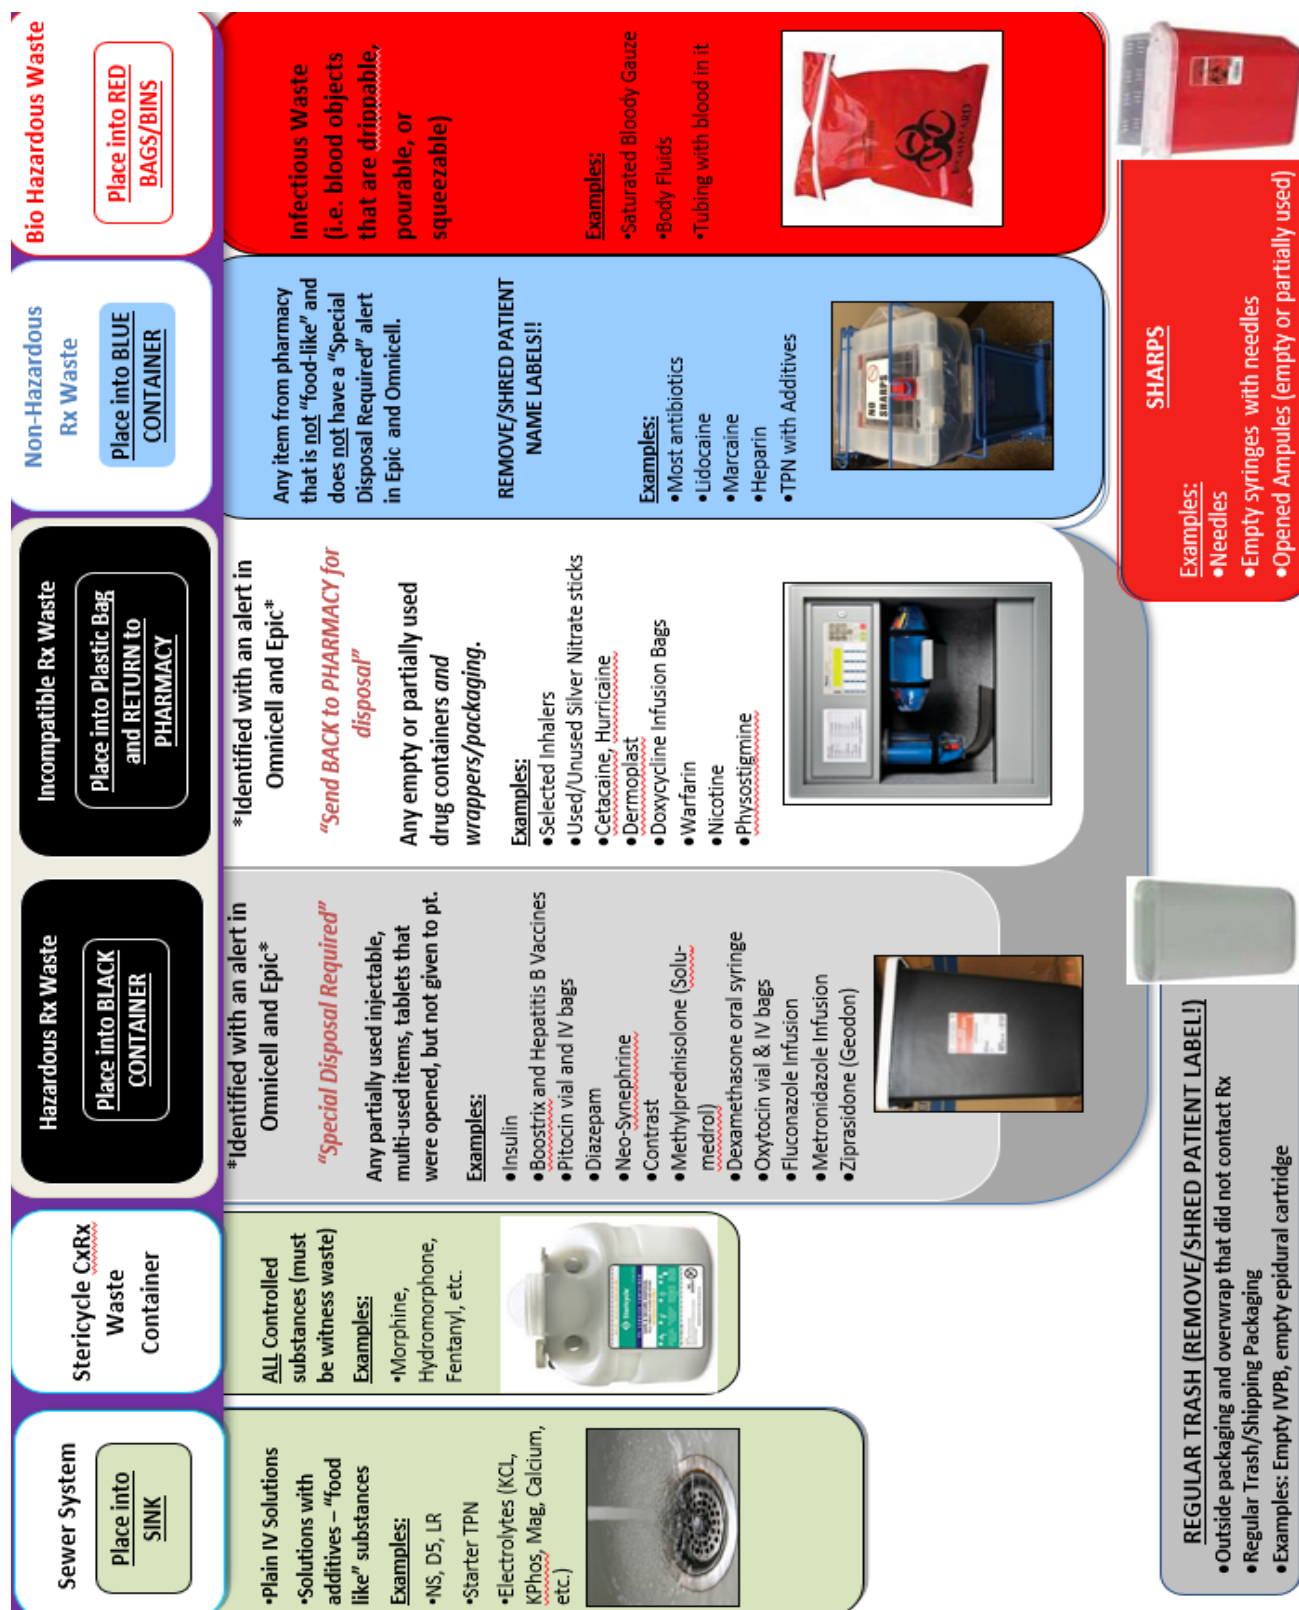 Sewer System
Place into
SINK
•Plain IV Solutions
•Solutions with
additives – "food
like" substances
Examples:
•NS, D5, LR
•Starter TPN
•Electrolytes (KCL,
KPhos, Mag, Calcium,
etc.)
Stericycle CxRx
Waste
Container
ALL Controlled
substances (must
be witness waste)
Examples:
•Morphine,
Hydromorphone,
Fentanyl, etc.
Stericycle
Hazardous Rx Waste
Place into BLACK
CONTAINER
*Identified with an alert in
Omnicell and Epic*
"Special Disposal Required"
Any partially used injectable,
multi-used items, tablets that
were opened, but not given to pt.
Examples:
•Insulin
•Boostrix and Hepatitis B Vaccines
•Pitocin vial and IV bags
•Diazepam
•Neo-Synephrine
•Contrast
•Methylprednisolone (Solu-
medrol)
•Dexamethasone oral syringe
•Oxytocin vial & IV bags
•Fluconazole Infusion
•Metronidazole Infusion
•Ziprasidone (Geodon)
Incompatible Rx Waste
Place into Plastic Bag
and RETURN to
PHARMACY
*Identified with an alert in
Omnicell and Epic*
"Send BACK to PHARMACY for
disposal"
Any empty or partially used
drug containers and
wrappers/packaging.
Examples:
•Selected Inhalers
•Used/Unused Silver Nitrate sticks
•Cetacaine, Hurricaine
•Dermoplast
•Doxycycline Infusion Bags
•Warfarin
•Nicotine
•Physostigmine
Non-Hazardous
Rx Waste
Place into BLUE
CONTAINER
Any item from pharmacy
that is not "food-like" and
does not have a "Special
Disposal Required" alert
in Epic and Omnicell.
REMOVE/SHRED PATIENT
NAME LABELS!!
Examples:
•Most antibiotics
•Lidocaine
•Marcaine
•Heparin
•TPN with Additives
NO
SHARPS
Bio Hazardous Waste
Place into RED
BAGS/BINS
Infectious Waste
(i.e. blood objects
that are drippable,
pourable, or
squeezable)
Examples:
•Saturated Bloody Gauze
•Body Fluids
•Tubing with blood in it
BIOHAZARD
REGULAR TRASH (REMOVE/SHRED PATIENT LABEL!)
•Outside packaging and overwrap that did not contact Rx
•Regular Trash/Shipping Packaging
•Examples: Empty IVPB, empty epidural cartridge
SHARPS
Examples:
•Needles
•Empty syringes with needles
•Opened Ampules (empty or partially used)